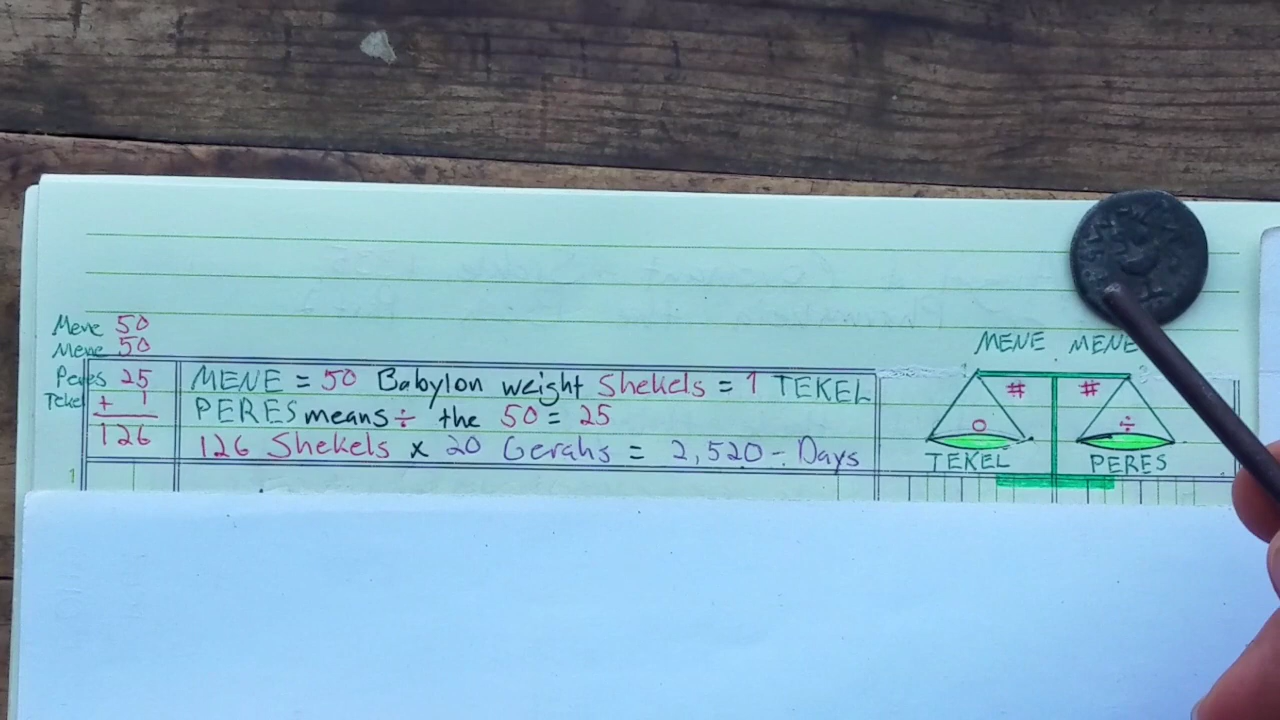 Mene 50
Mene 50
Peres 25
Tekel + 1
126
MENE = 50 Babylon weight Shekels = 1 TEKEL
PERES means ÷ the 50 = 25
126 Shekels x 20 Gerahs = 2,520 - Days
1
MENE MENE
# #
O ÷
TEKEL PERES